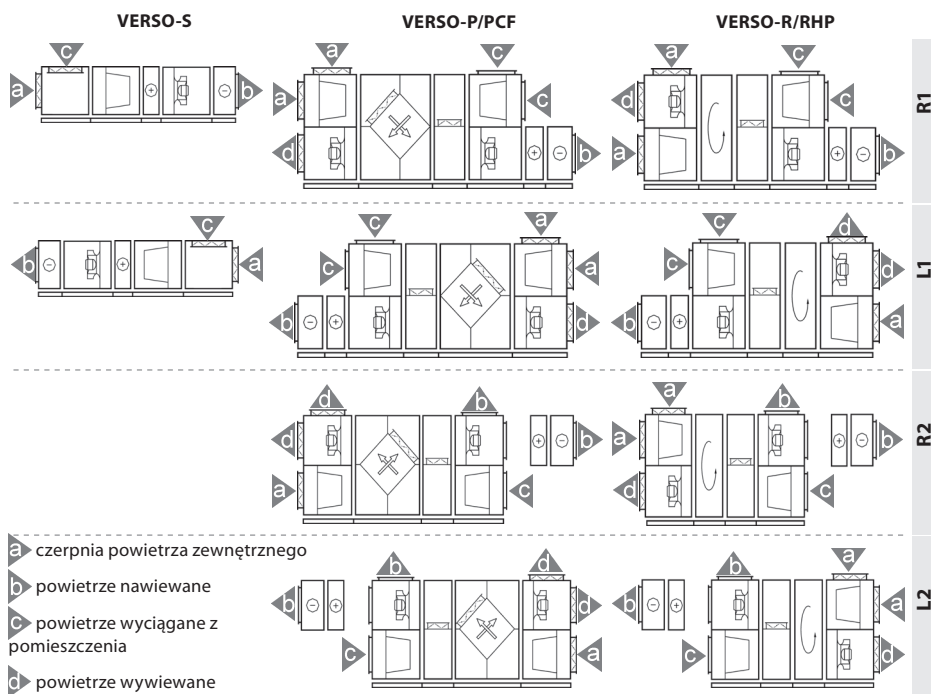 VERSO-S VERSO-P/PCF VERSO-R/RHP
c a c a c
a b a c d c R1
d b a b
c c a c d
b a c a c d L1
b d b a
d b a b
d b a b R2
a c d c
a czerpnia powietrza zewnętrznego
b powietrze nawiewane
c powietrze wyciągane z
pomieszczenia
d powietrze wywiewane
b d b a
b d b a L2
c a c d